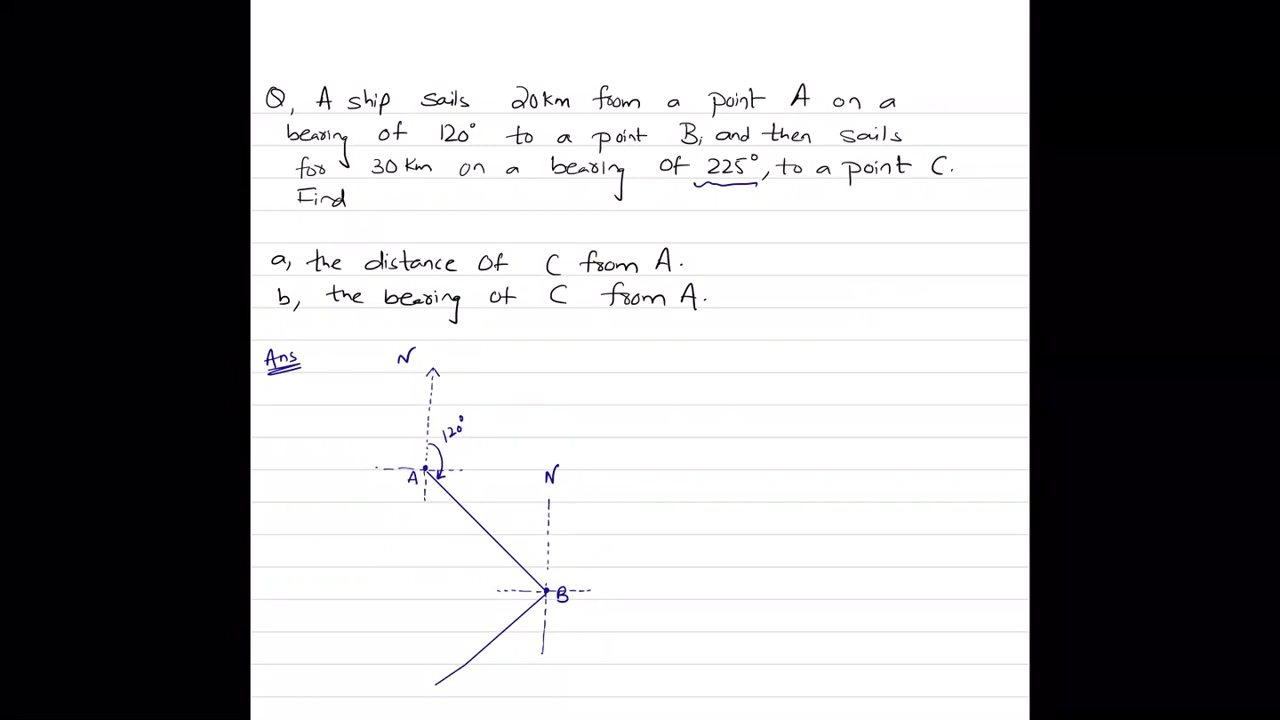 Q, A ship sails 20km from a point A on a
bearing of 120° to a point B, and then sails
for 30 Km on a bearing of 225°, to a point C.
Find
a, the distance of C from A.
b, the bearing of C from A.
Ans
N
120°
A
N
B